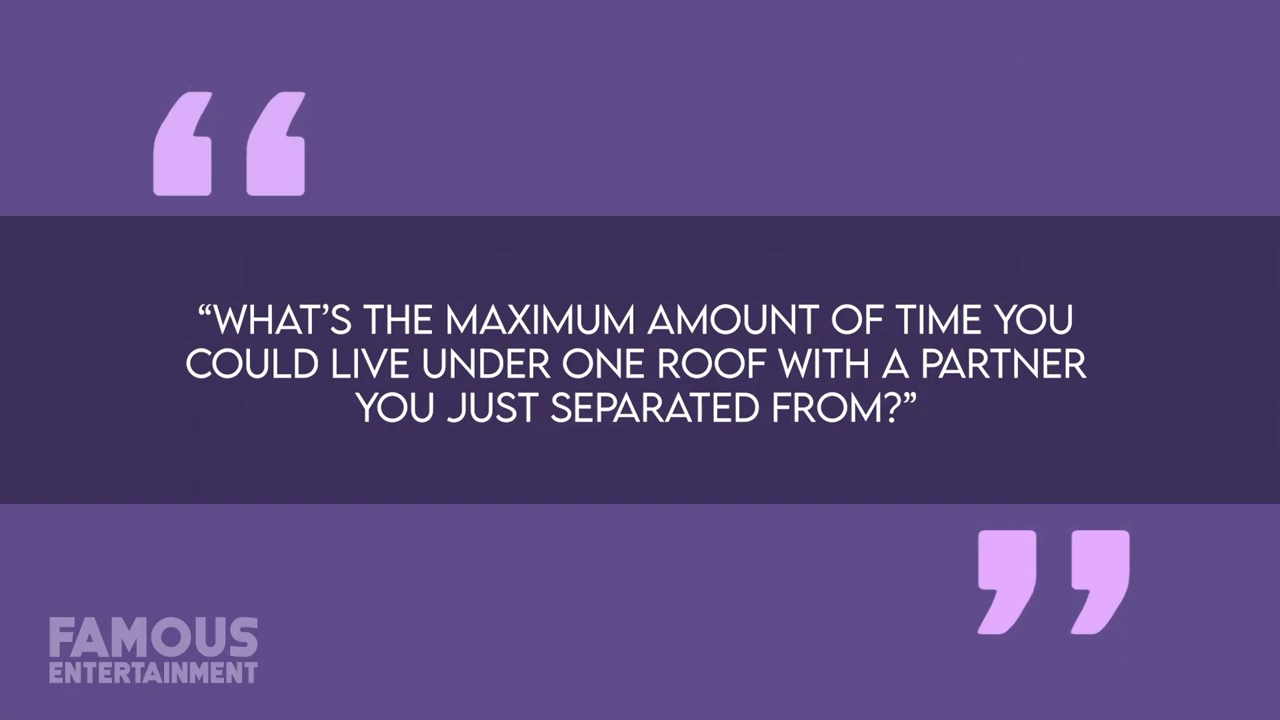 “WHAT’S THE MAXIMUM AMOUNT OF TIME YOU
COULD LIVE UNDER ONE ROOF WITH A PARTNER
YOU JUST SEPARATED FROM?”
FAMOUS
ENTERTAINMENT